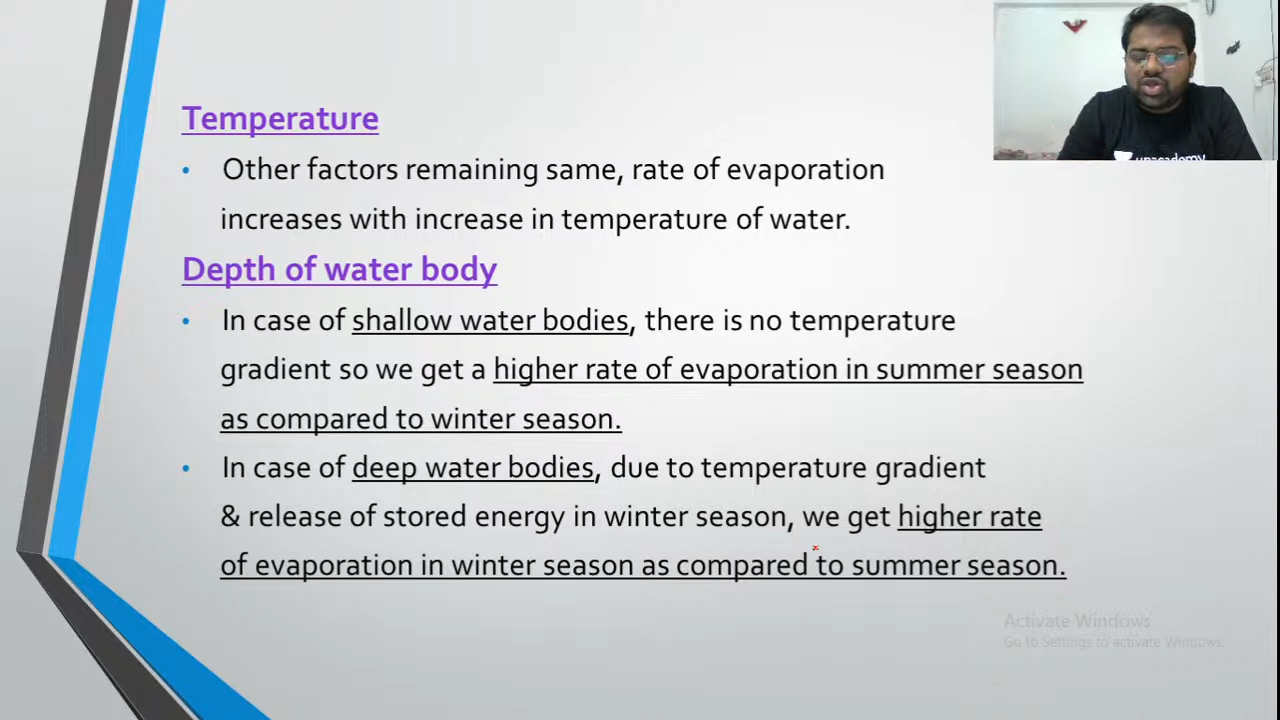 Temperature
• Other factors remaining same, rate of evaporation
increases with increase in temperature of water.
Depth of water body
• In case of shallow water bodies, there is no temperature
gradient so we get a higher rate of evaporation in summer season
as compared to winter season.
• In case of deep water bodies, due to temperature gradient
& release of stored energy in winter season, we get higher rate
of evaporation in winter season as compared to summer season.
unacademy
Activate Windows
Go to Settings to activate Windows.